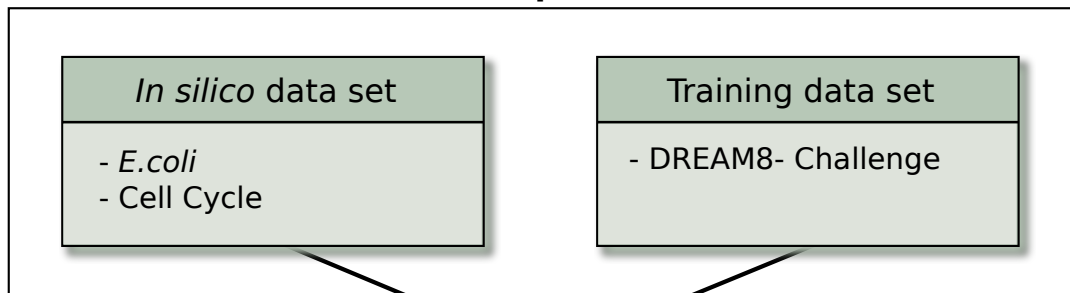 In silico data set
- E.coli
- Cell Cycle
Training data set
- DREAM8- Challenge